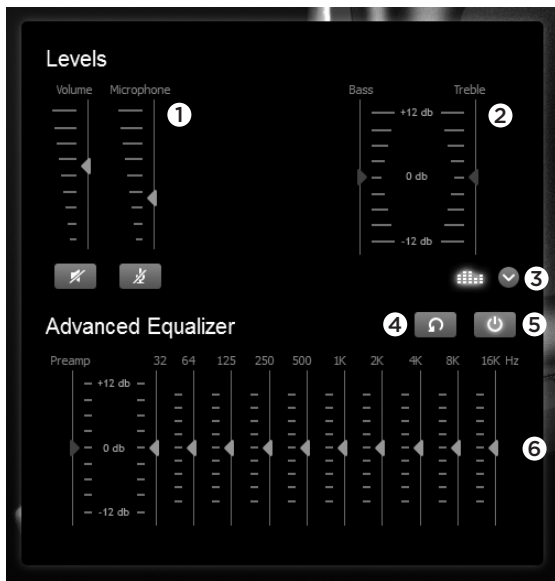 Levels
Volume Microphone Bass Treble
1 2
+12 db
0 db
-12 db
3
Advanced Equalizer 4 5
Preamp 32 64 125 250 500 1K 2K 4K 8K 16K Hz
+12 db
0 db 6
-12 db